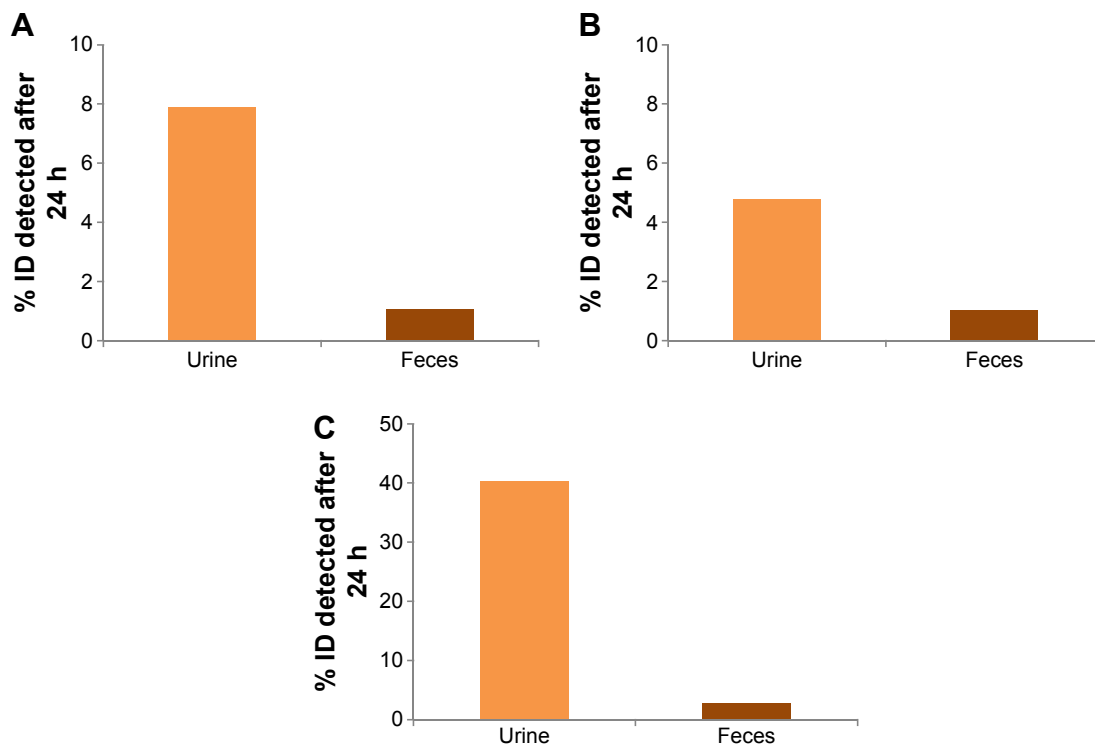 A
% ID detected after
24 h
10
8
6
4
2
0
Urine
Feces
B
% ID detected after
24 h
10
8
6
4
2
0
Urine
Feces
C
% ID detected after
24 h
50
40
30
20
10
0
Urine
Feces